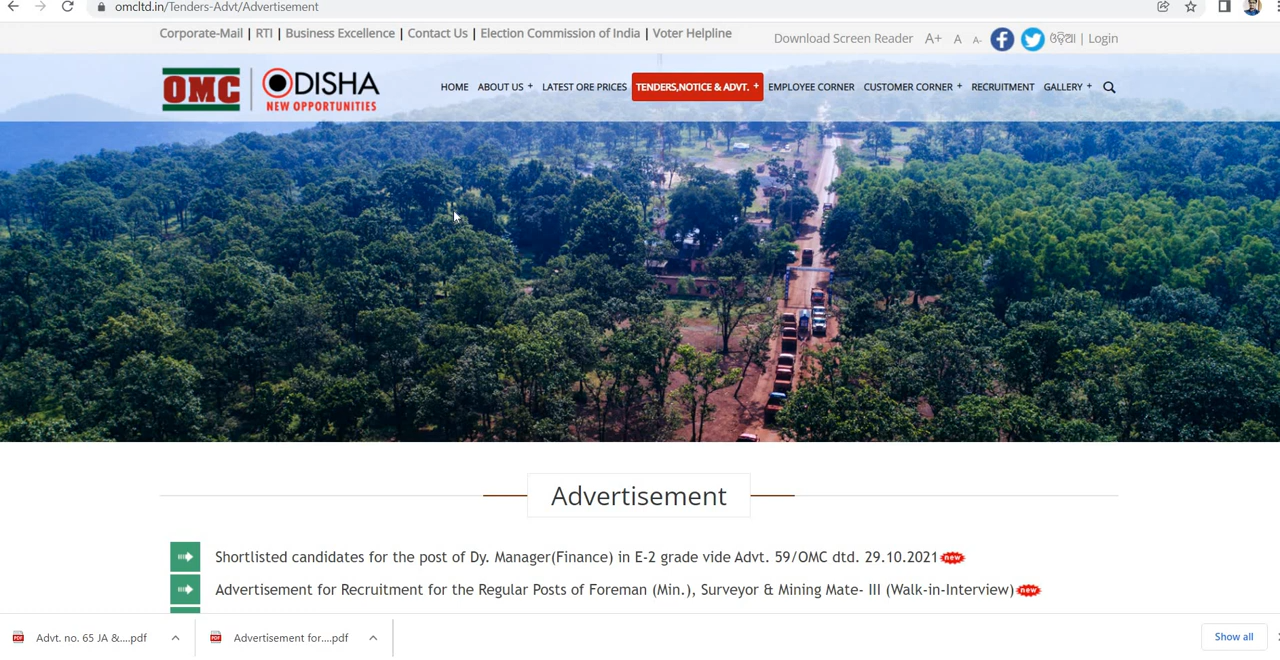 omcltd.in/Tenders-Advt/Advertisement
Corporate-Mail | RTI | Business Excellence | Contact Us | Election Commission of India | Voter Helpline
Download Screen Reader A+ A A- ଓଡ଼ିଆ | Login
OMC ODISHA
NEW OPPORTUNITIES
HOME ABOUT US + LATEST ORE PRICES TENDERS,NOTICE & ADVT. + EMPLOYEE CORNER CUSTOMER CORNER + RECRUITMENT GALLERY +
Advertisement
Shortlisted candidates for the post of Dy. Manager(Finance) in E-2 grade vide Advt. 59/OMC dtd. 29.10.2021 new
Advertisement for Recruitment for the Regular Posts of Foreman (Min.), Surveyor & Mining Mate- III (Walk-in-Interview) new
Advt. no. 65 JA &....pdf
Advertisement for....pdf
Show all